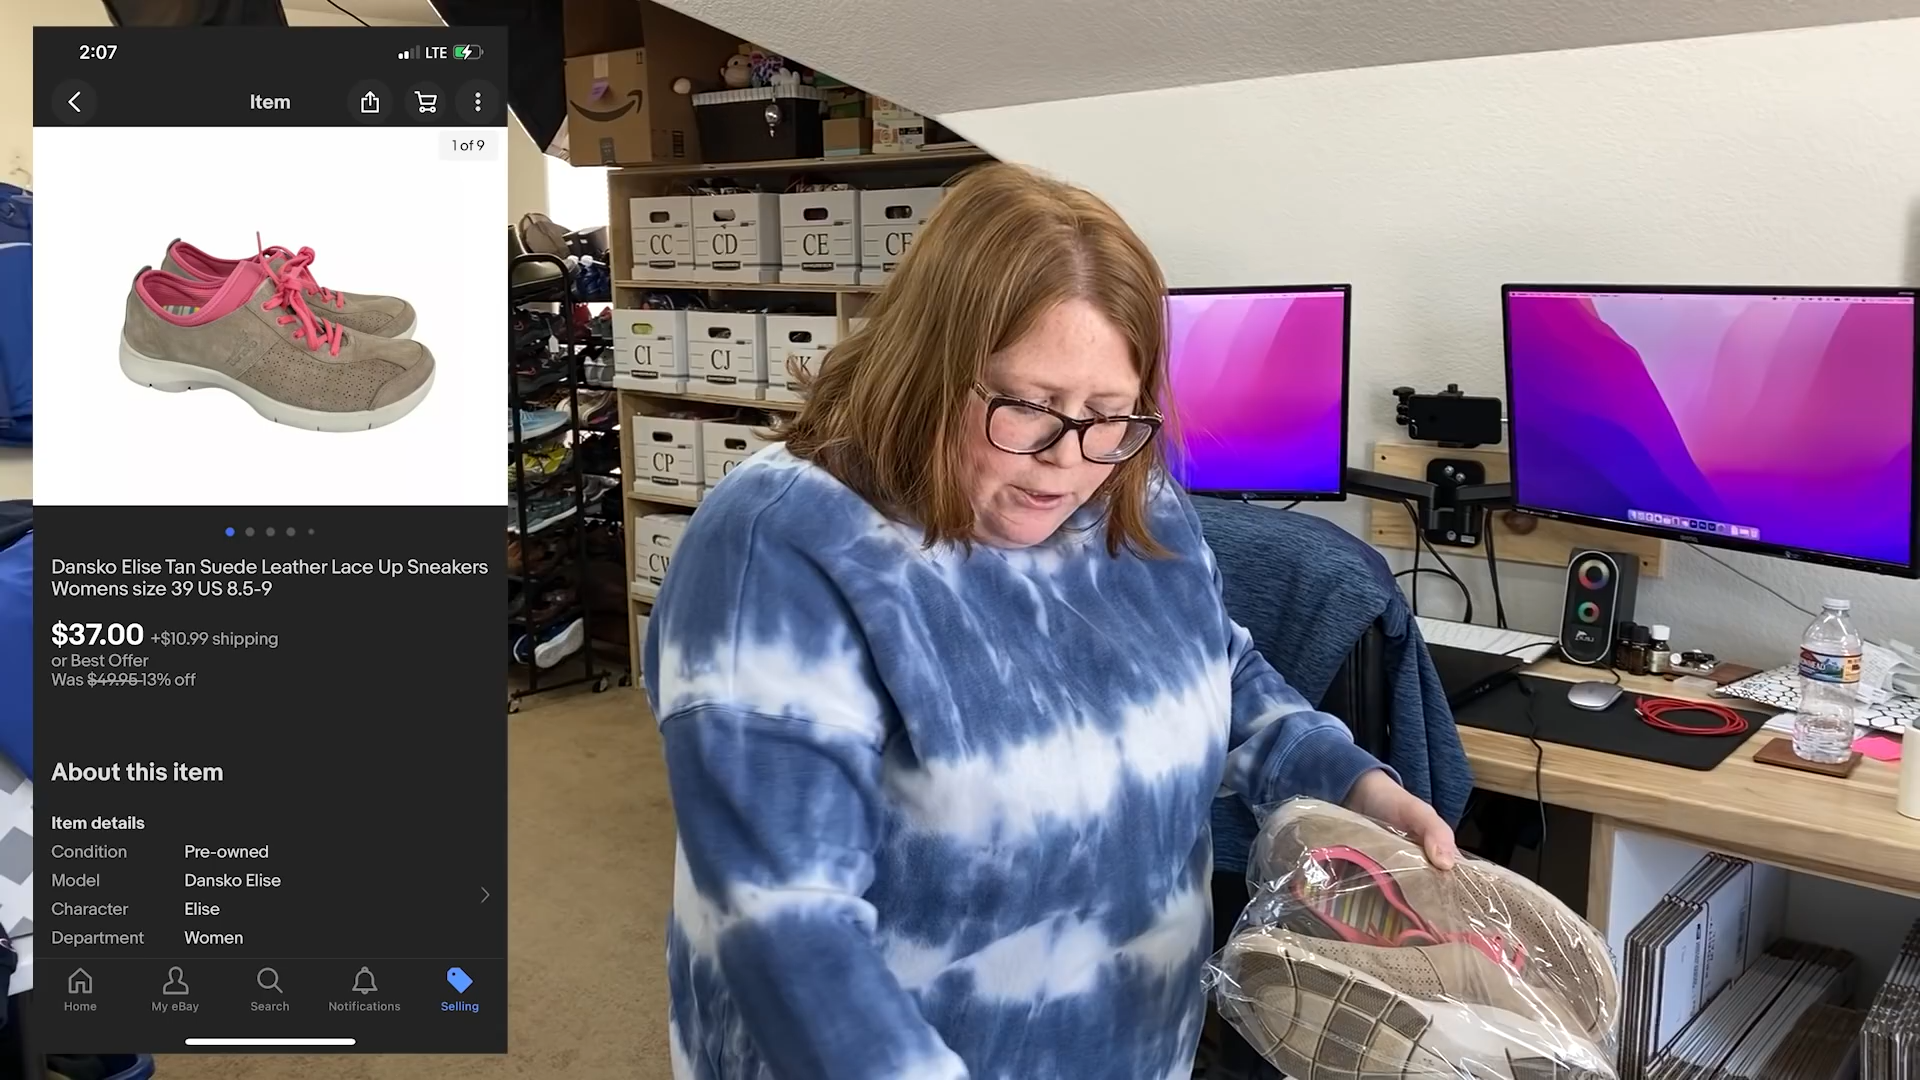 2:07
LTE
Item
1 of 9
Dansko Elise Tan Suede Leather Lace Up Sneakers
Womens size 39 US 8.5-9
$37.00 +$10.99 shipping
or Best Offer
Was $49.95 13% off
About this item
Item details
Condition Pre-owned
Model Dansko Elise
Character Elise
Department Women
Home My eBay Search Notifications Selling
CC CD CE
CI CJ
CP